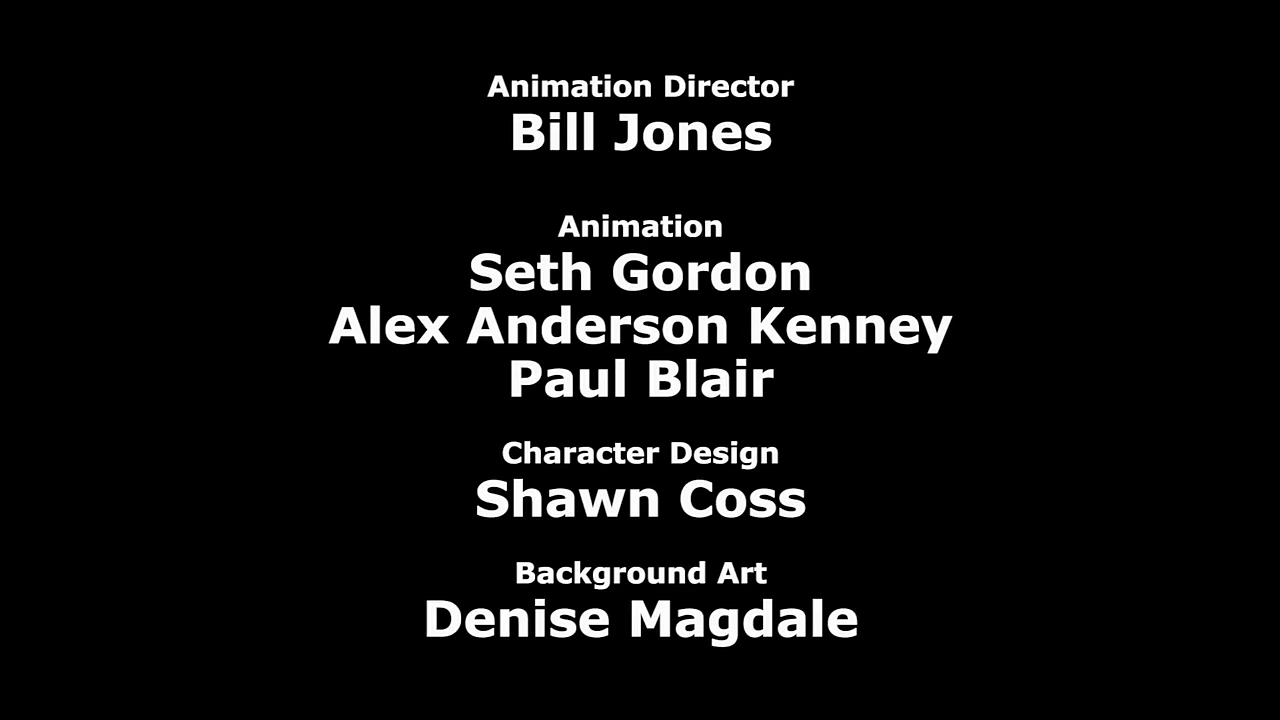 Animation Director
Bill Jones
Animation
Seth Gordon
Alex Anderson Kenney
Paul Blair
Character Design
Shawn Coss
Background Art
Denise Magdale